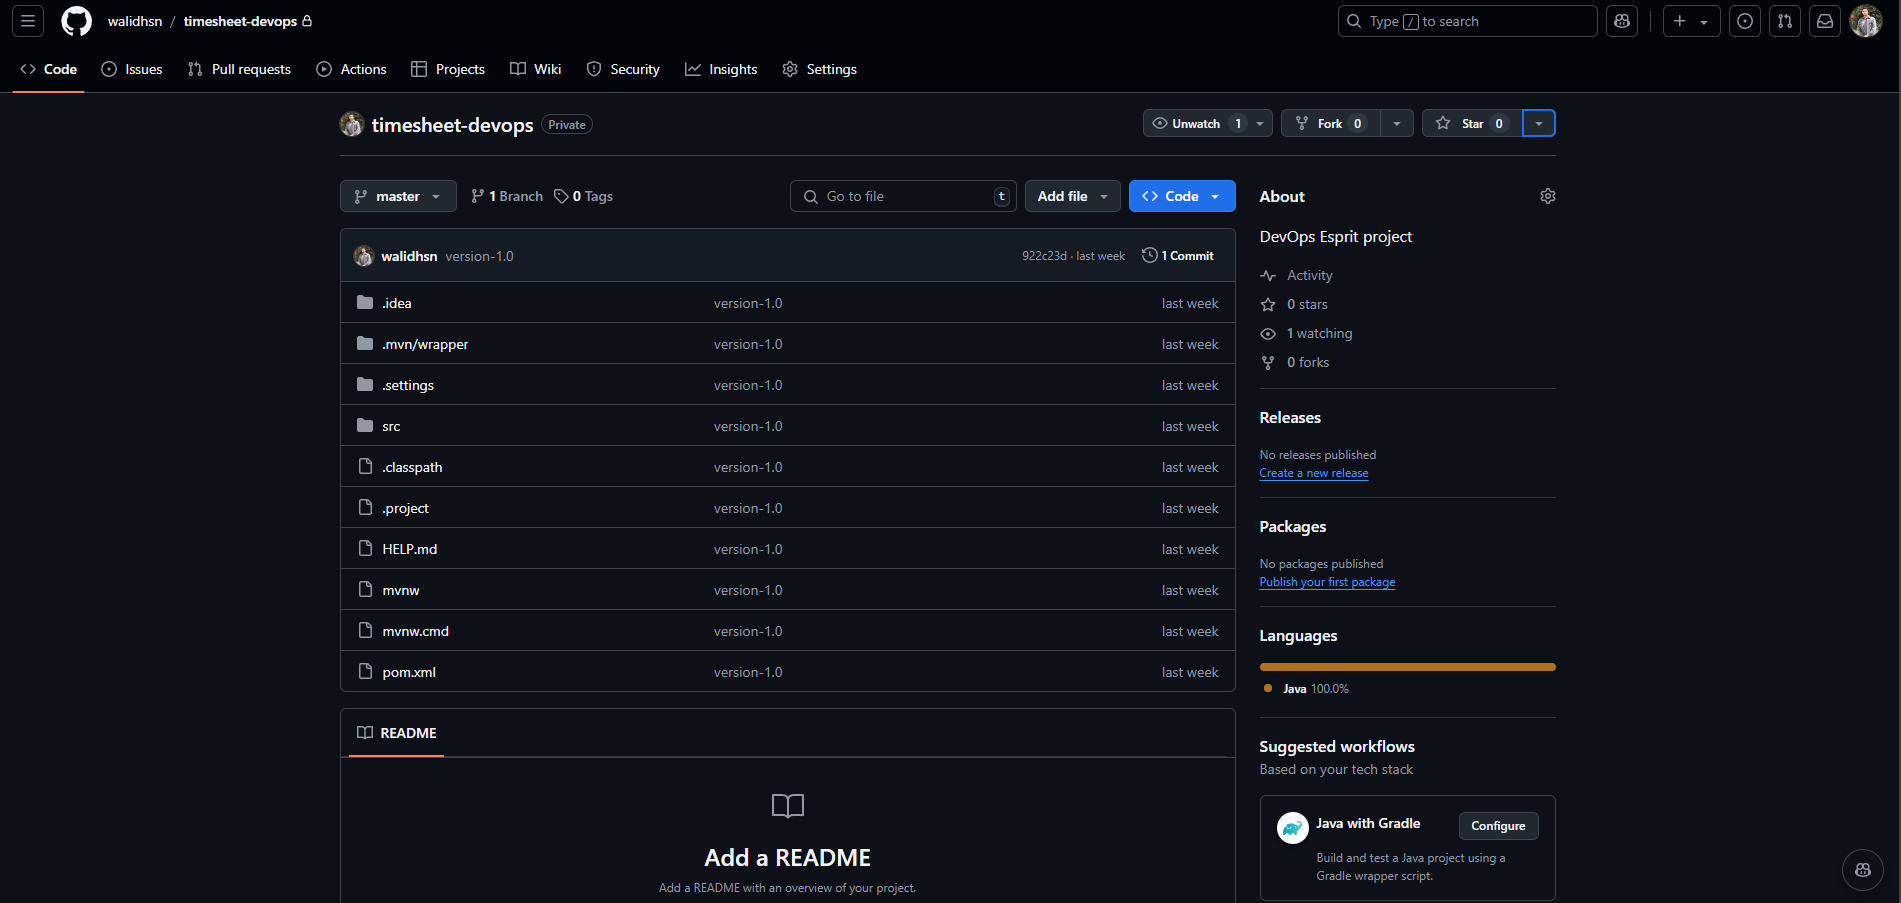 walidhsn / timesheet-devops
Type / to search
Code Issues Pull requests Actions Projects Wiki Security Insights Settings
timesheet-devops Private
Unwatch 1 Fork 0 Star 0
master 1 Branch 0 Tags
Go to file t Add file Code
walidhsn version-1.0 922c23d · last week 1 Commit
.idea version-1.0 last week
.mvn/wrapper version-1.0 last week
.settings version-1.0 last week
src version-1.0 last week
.classpath version-1.0 last week
.project version-1.0 last week
HELP.md version-1.0 last week
mvnw version-1.0 last week
mvnw.cmd version-1.0 last week
pom.xml version-1.0 last week
README
Add a README
Add a README with an overview of your project.
About
DevOps Esprit project
Activity
0 stars
1 watching
0 forks
Releases
No releases published
Create a new release
Packages
No packages published
Publish your first package
Languages
Java 100.0%
Suggested workflows
Based on your tech stack
Java with Gradle
Configure
Build and test a Java project using a
Gradle wrapper script.